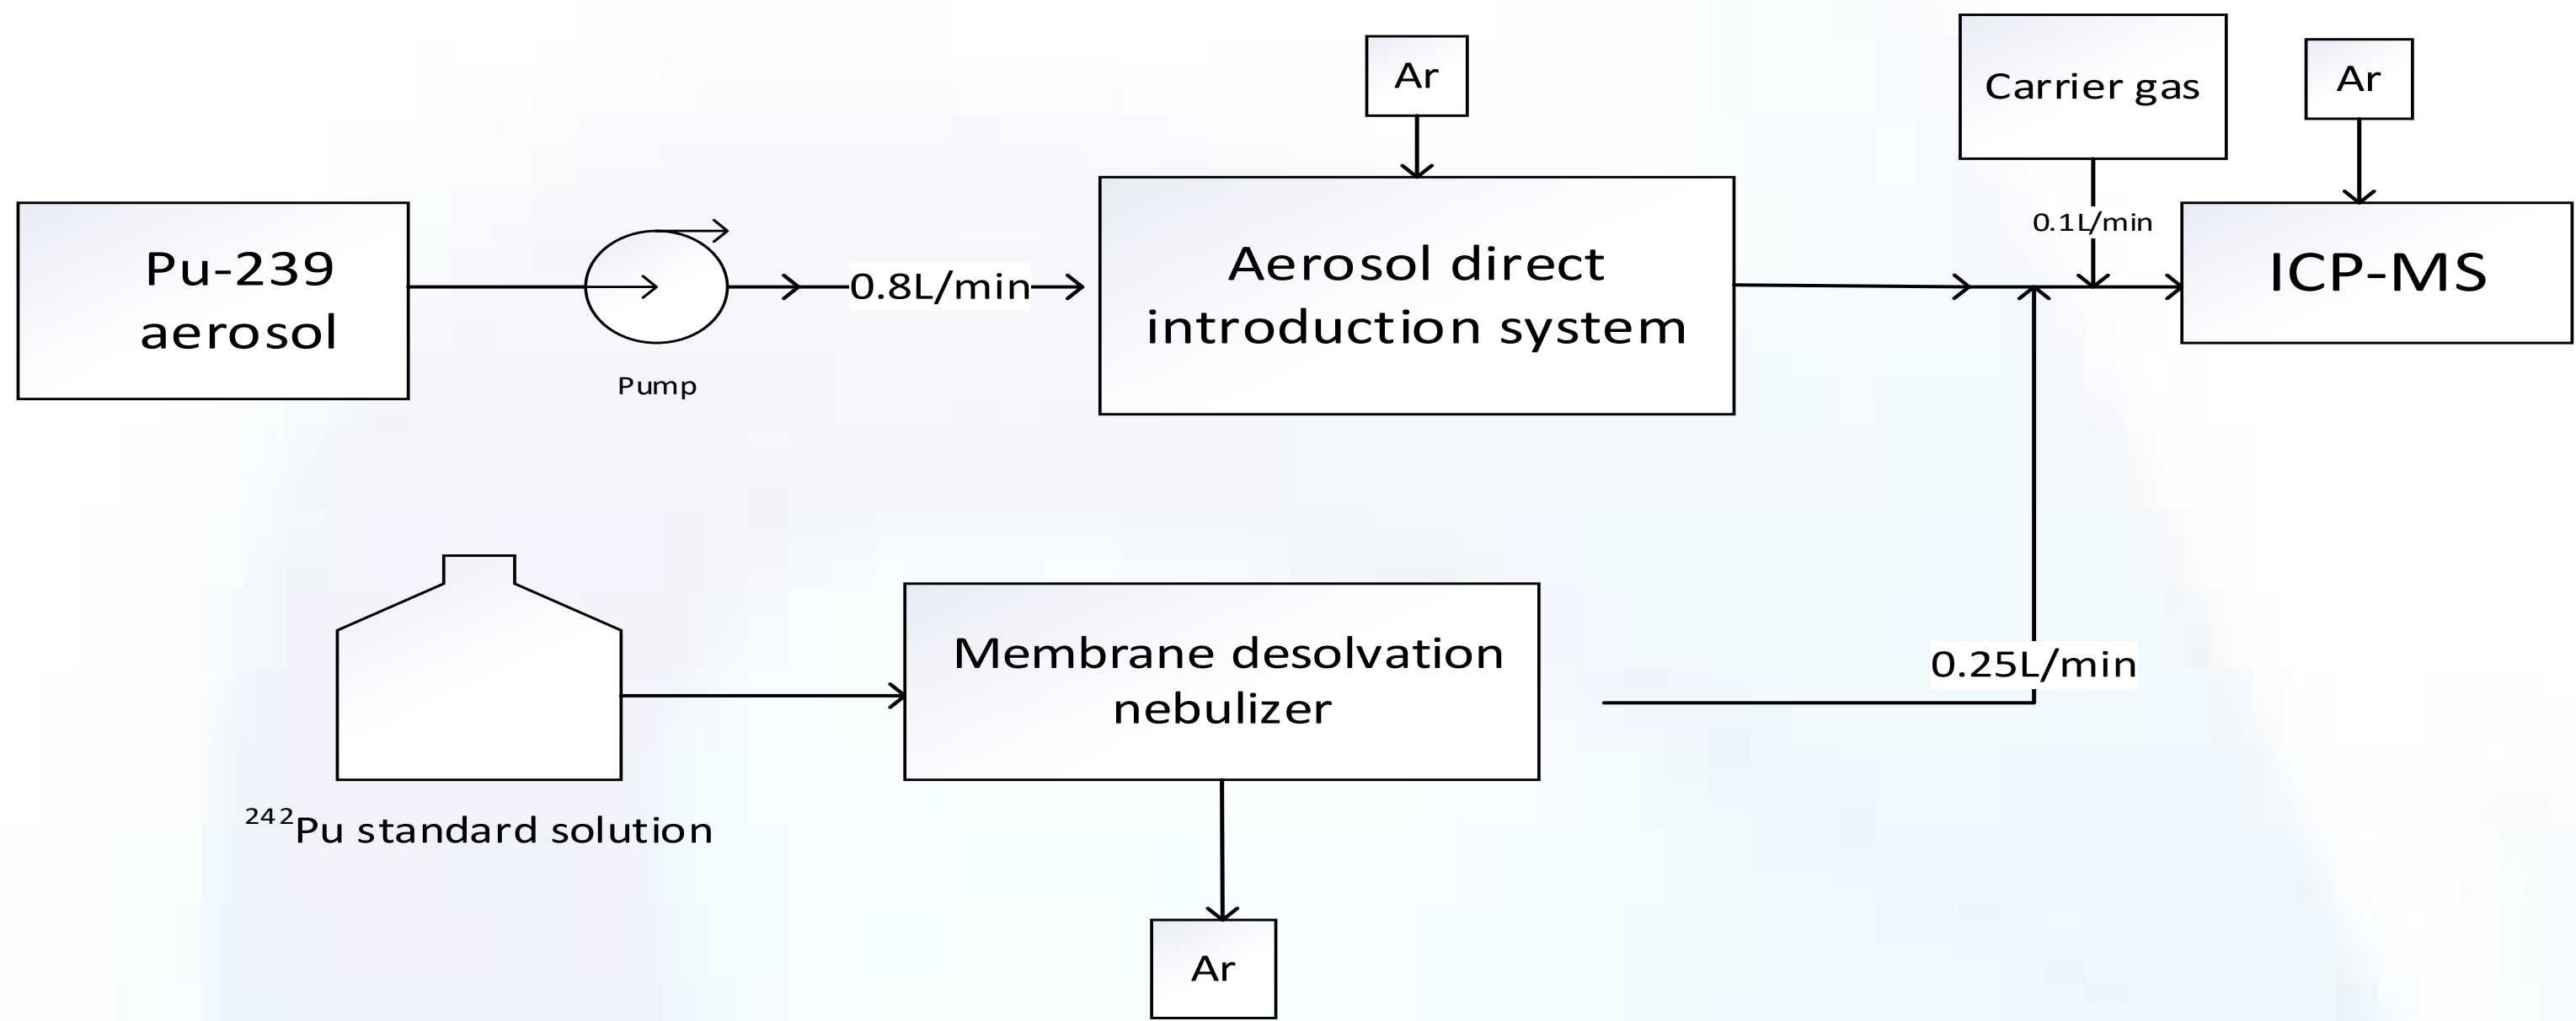 Ar
Carrier gas
Ar
Pu-239
aerosol
Pump
0.8L/min
Aerosol direct
introduction system
0.1L/min
ICP-MS
²⁴²Pu standard solution
Membrane desolvation
nebulizer
0.25L/min
Ar